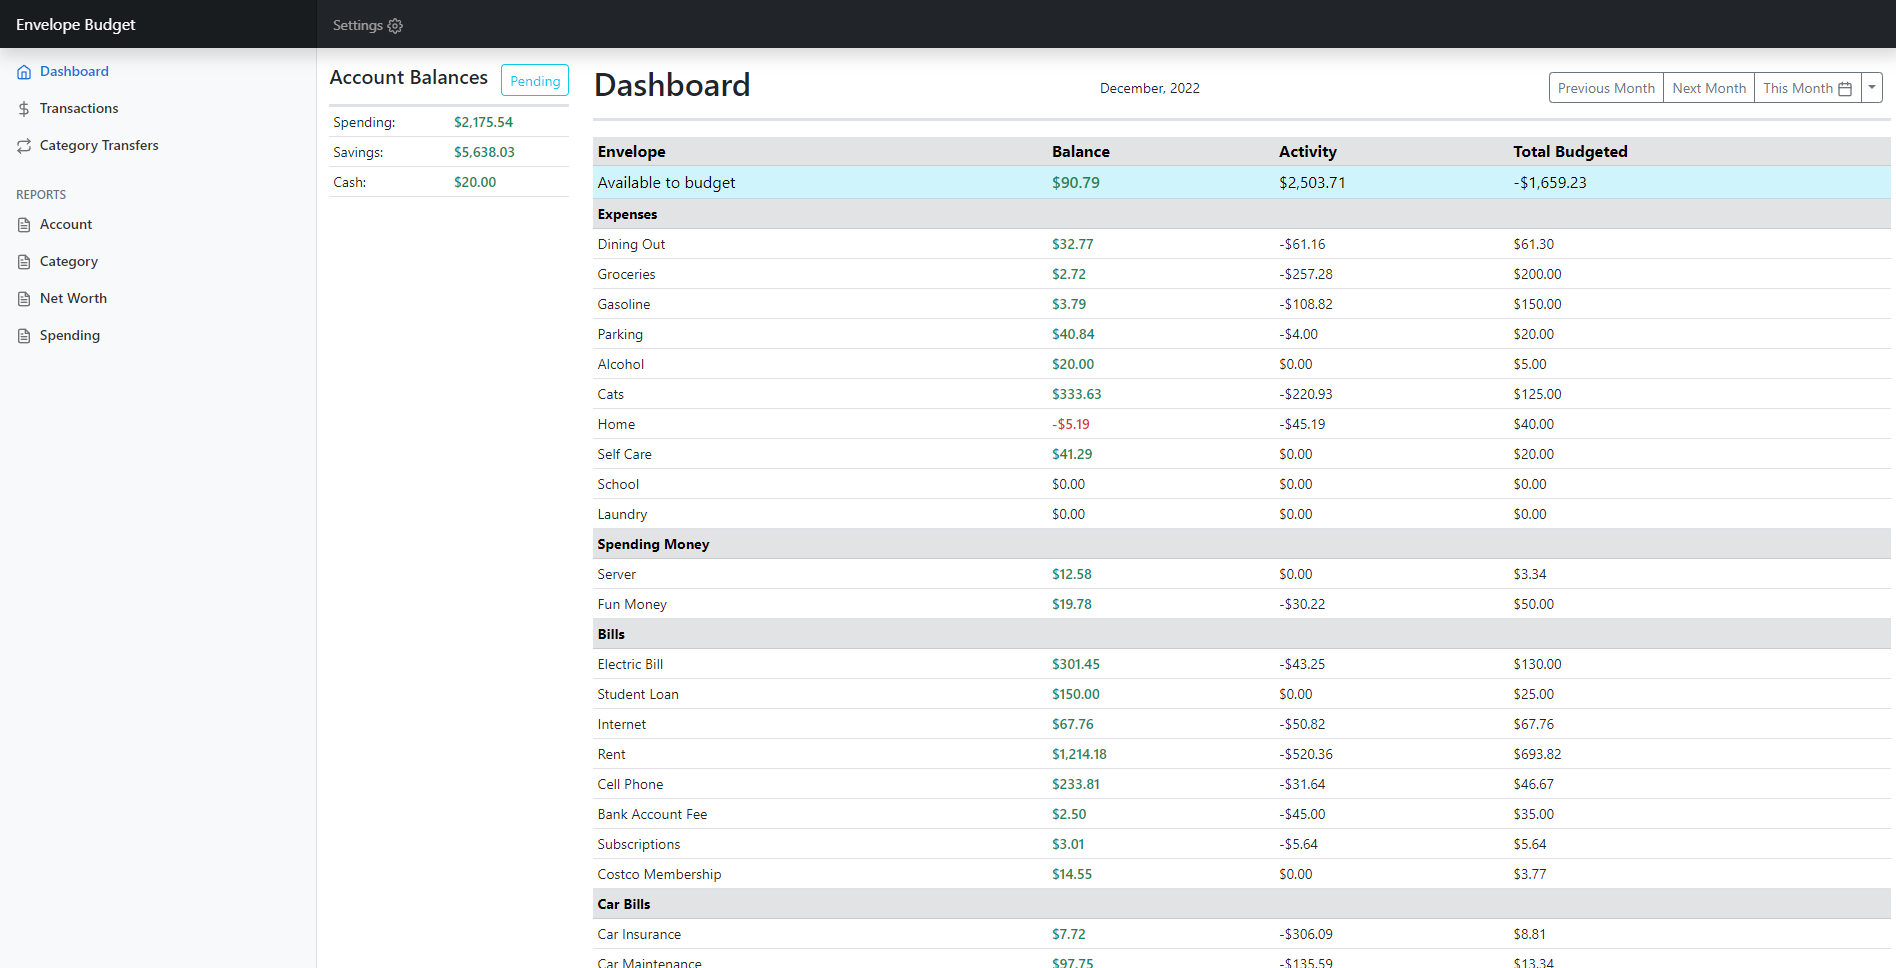 Envelope Budget
Settings
Dashboard
Transactions
Category Transfers
REPORTS
Account
Category
Net Worth
Spending
Account Balances Pending
Spending: $2,175.54
Savings: $5,638.03
Cash: $20.00
Dashboard
December, 2022
Previous Month Next Month This Month
Envelope Balance Activity Total Budgeted
Available to budget $90.79 $2,503.71 -$1,659.23
Expenses
Dining Out $32.77 -$61.16 $61.30
Groceries $2.72 -$257.28 $200.00
Gasoline $3.79 -$108.82 $150.00
Parking $40.84 -$4.00 $20.00
Alcohol $20.00 $0.00 $5.00
Cats $333.63 -$220.93 $125.00
Home -$5.19 -$45.19 $40.00
Self Care $41.29 $0.00 $20.00
School $0.00 $0.00 $0.00
Laundry $0.00 $0.00 $0.00
Spending Money
Server $12.58 $0.00 $3.34
Fun Money $19.78 -$30.22 $50.00
Bills
Electric Bill $301.45 -$43.25 $130.00
Student Loan $150.00 $0.00 $25.00
Internet $67.76 -$50.82 $67.76
Rent $1,214.18 -$520.36 $693.82
Cell Phone $233.81 -$31.64 $46.67
Bank Account Fee $2.50 -$45.00 $35.00
Subscriptions $3.01 -$5.64 $5.64
Costco Membership $14.55 $0.00 $3.77
Car Bills
Car Insurance $7.72 -$306.09 $8.81
Car Maintenance $97.75 -$135.59 $13.34